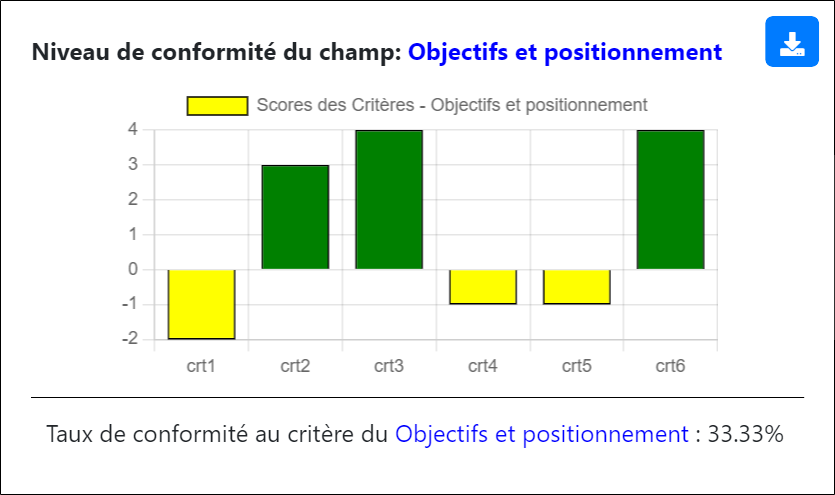 Niveau de conformité du champ: Objectifs et positionnement
Scores des Critères - Objectifs et positionnement
4
3
2
1
0
-1
-2
crt1 crt2 crt3 crt4 crt5 crt6
Taux de conformité au critère du Objectifs et positionnement : 33.33%